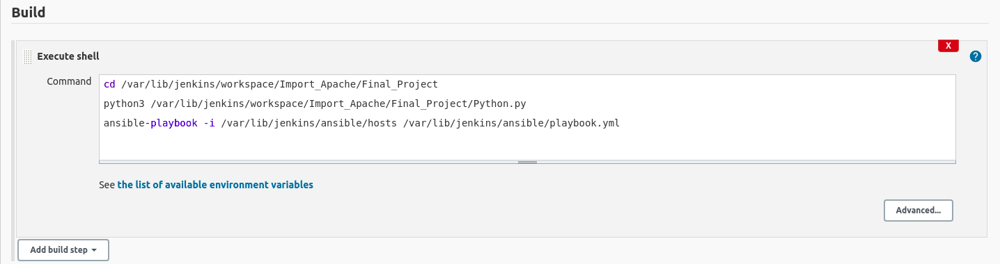 Build
Execute shell
X
?
Command
cd /var/lib/jenkins/workspace/Import_Apache/Final_Project
python3 /var/lib/jenkins/workspace/Import_Apache/Final_Project/Python.py
ansible-playbook -i /var/lib/jenkins/ansible/hosts /var/lib/jenkins/ansible/playbook.yml
See the list of available environment variables
Advanced...
Add build step